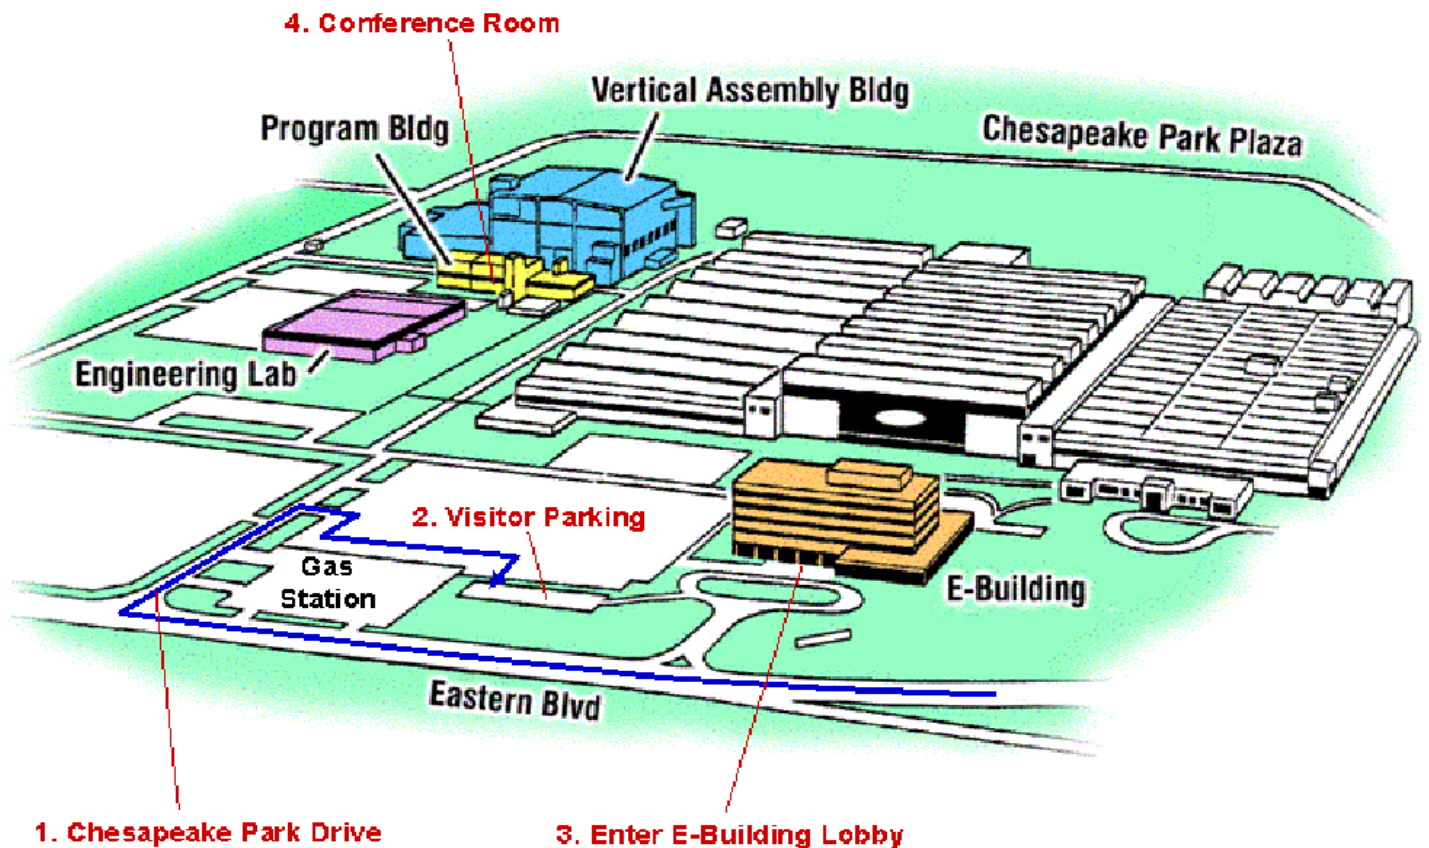 4. Conference Room
Vertical Assembly Bldg
Program Bldg
Chesapeake Park Plaza
Engineering Lab
2. Visitor Parking
Gas
Station
E-Building
Eastern Blvd
1. Chesapeake Park Drive
3. Enter E-Building Lobby